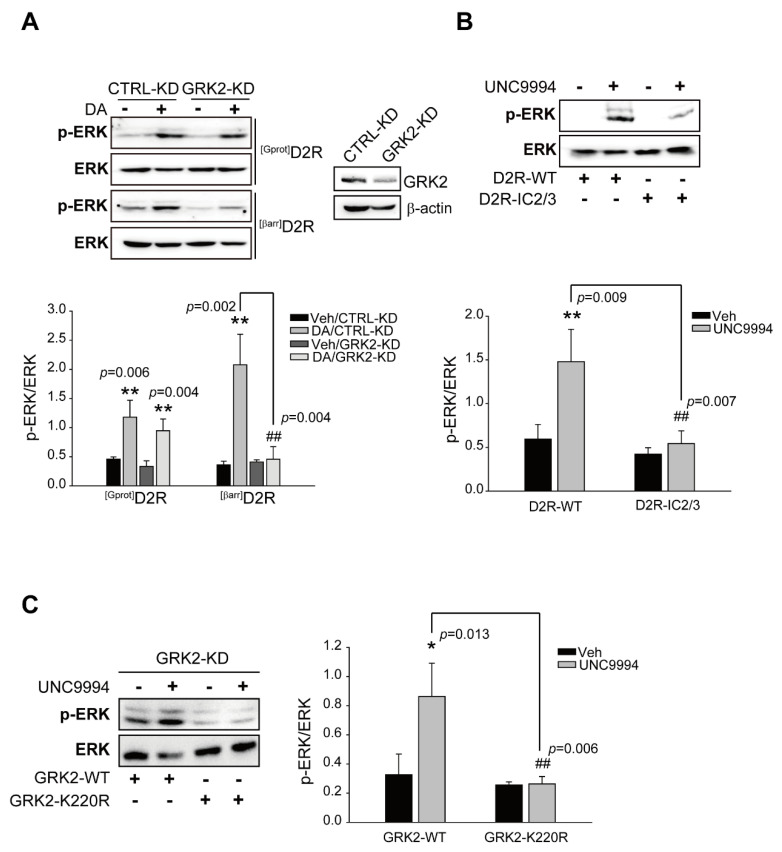 A
CTRL-KD GRK2-KD
DA - + - +
p-ERK
ERK
[Gprot]D2R
p-ERK
ERK
[βarr]D2R
CTRL-KD
GRK2-KD
GRK2
β-actin
p-ERK/ERK
3.0
2.5
2.0
1.5
1.0
0.5
0.0
p=0.006
**
p=0.004
**
p=0.002
**
p=0.004
##
Veh/CTRL-KD
DA/CTRL-KD
Veh/GRK2-KD
DA/GRK2-KD
[Gprot]D2R
[βarr]D2R
B
UNC9994 - + - +
p-ERK
ERK
D2R-WT + + - -
D2R-IC2/3 - - + +
p-ERK/ERK
2.0
1.5
1.0
0.5
0.0
**
p=0.009
##
p=0.007
Veh
UNC9994
D2R-WT
D2R-IC2/3
C
GRK2-KD
UNC9994 - + - +
p-ERK
ERK
GRK2-WT + + - -
GRK2-K220R - - + +
p-ERK/ERK
1.2
1.0
0.8
0.6
0.4
0.2
0.0
*
p=0.013
##
p=0.006
Veh
UNC9994
GRK2-WT
GRK2-K220R